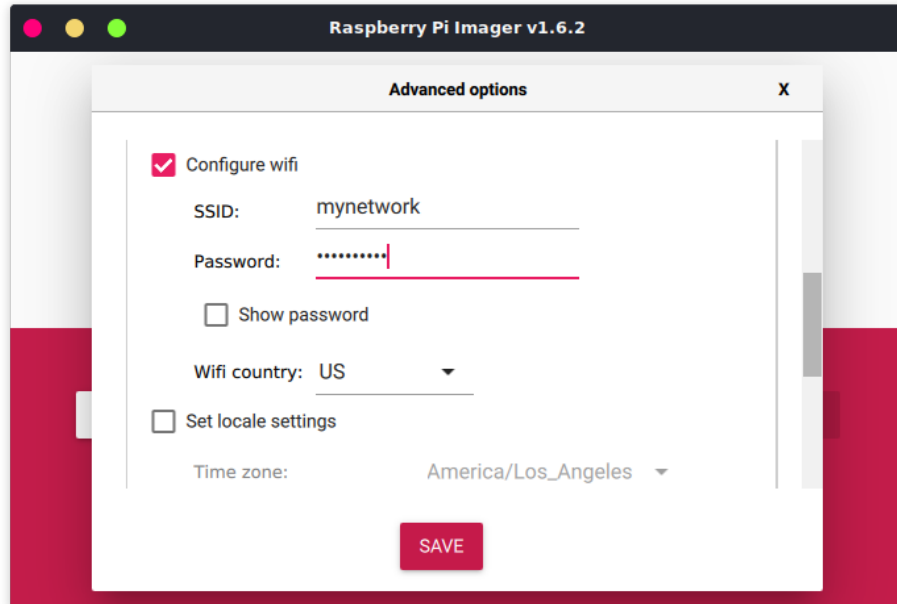 Raspberry Pi Imager v1.6.2
Advanced options X
Configure wifi
SSID: mynetwork
Password: ••••••••••
Show password
Wifi country: US
Set locale settings
Time zone: America/Los_Angeles
SAVE